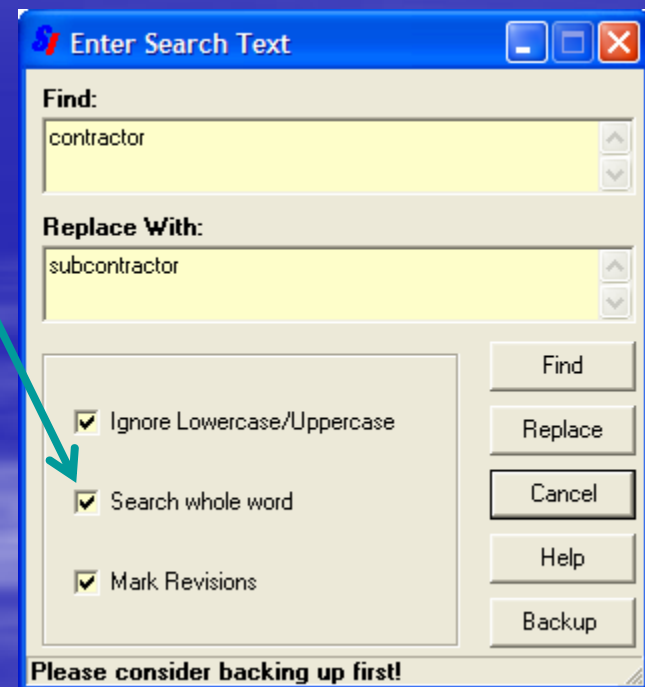 SI Enter Search Text
Find:
contractor
Replace With:
subcontractor
Find
Ignore Lowercase/Uppercase
Replace
Search whole word
Cancel
Help
Mark Revisions
Backup
Please consider backing up first!